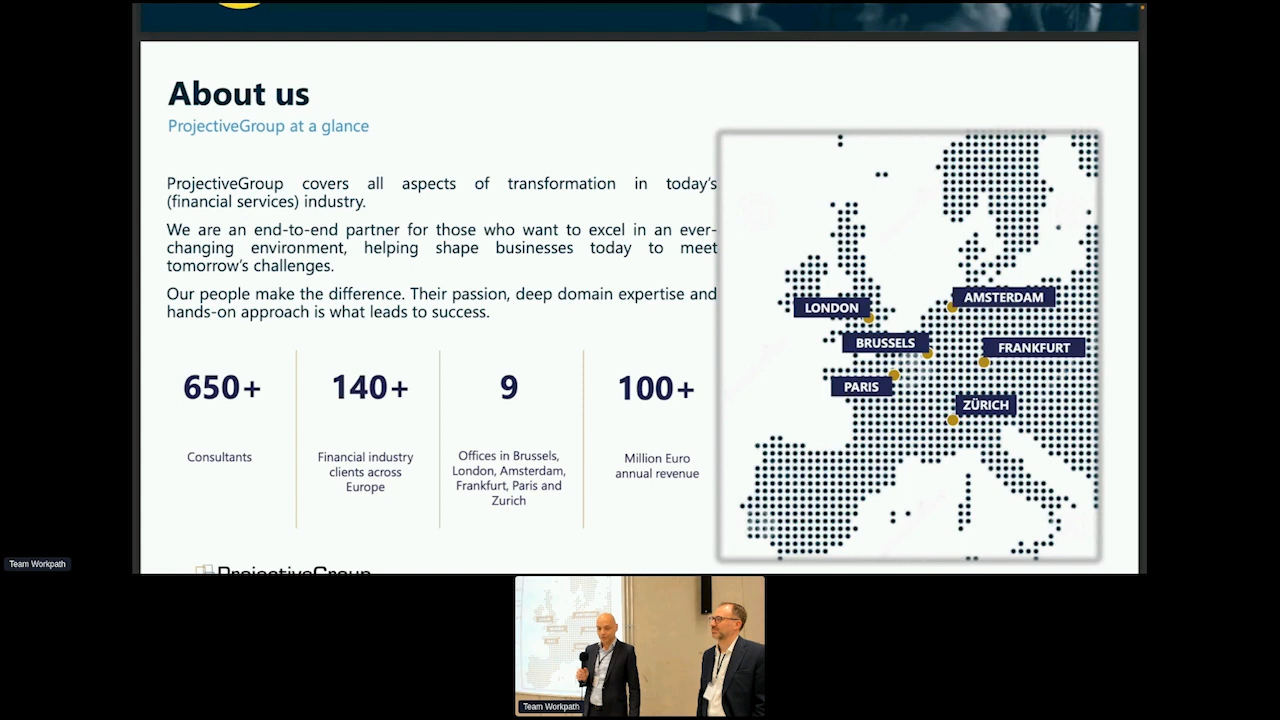 About us
ProjectiveGroup at a glance
ProjectiveGroup covers all aspects of transformation in today's
(financial services) industry.
We are an end-to-end partner for those who want to excel in an ever-
changing environment, helping shape businesses today to meet
tomorrow's challenges.
Our people make the difference. Their passion, deep domain expertise and
hands-on approach is what leads to success.
650+
Consultants
140+
Financial industry
clients across
Europe
9
Offices in Brussels,
London, Amsterdam,
Frankfurt, Paris and
Zurich
100+
Million Euro
annual revenue
AMSTERDAM
LONDON
BRUSSELS
FRANKFURT
PARIS
ZÜRICH
ProjectiveGroup
Team Workpath
Team Workpath